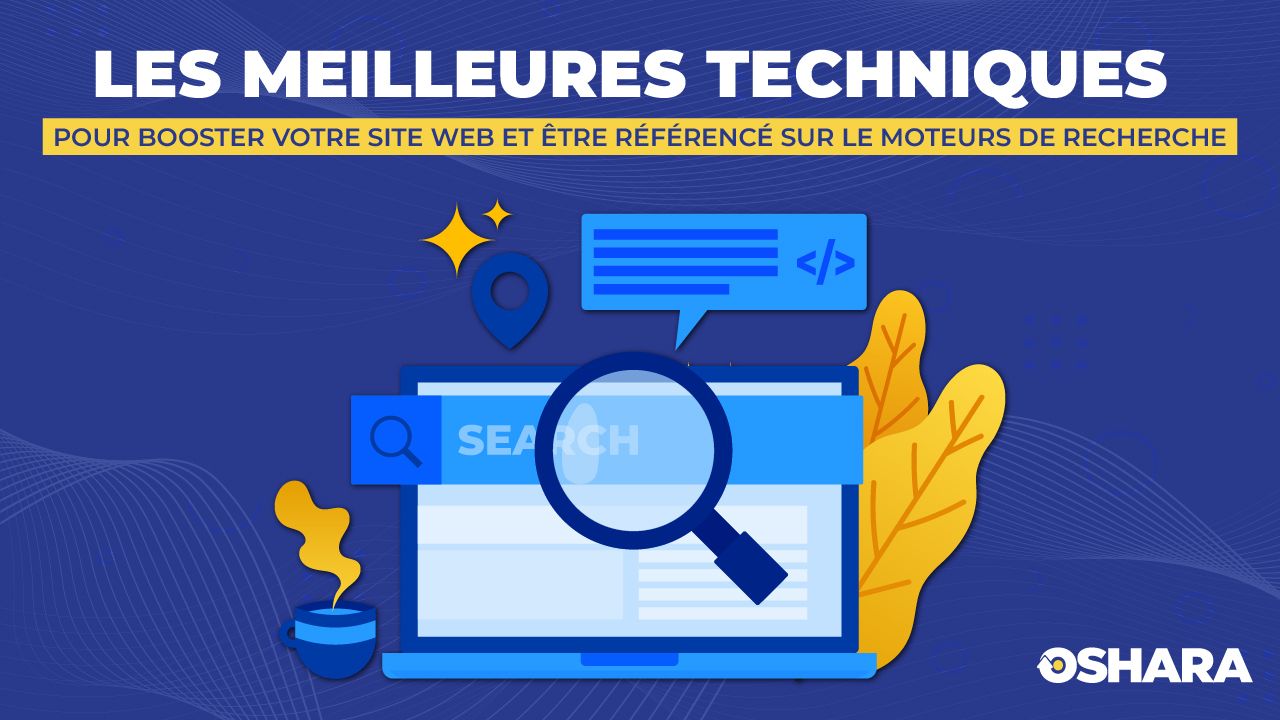 LES MEILLEURES TECHNIQUES
POUR BOOSTER VOTRE SITE WEB ET ÊTRE RÉFÉRENCÉ SUR LE MOTEURS DE RECHERCHE
</>
SEARCH
OSHARA